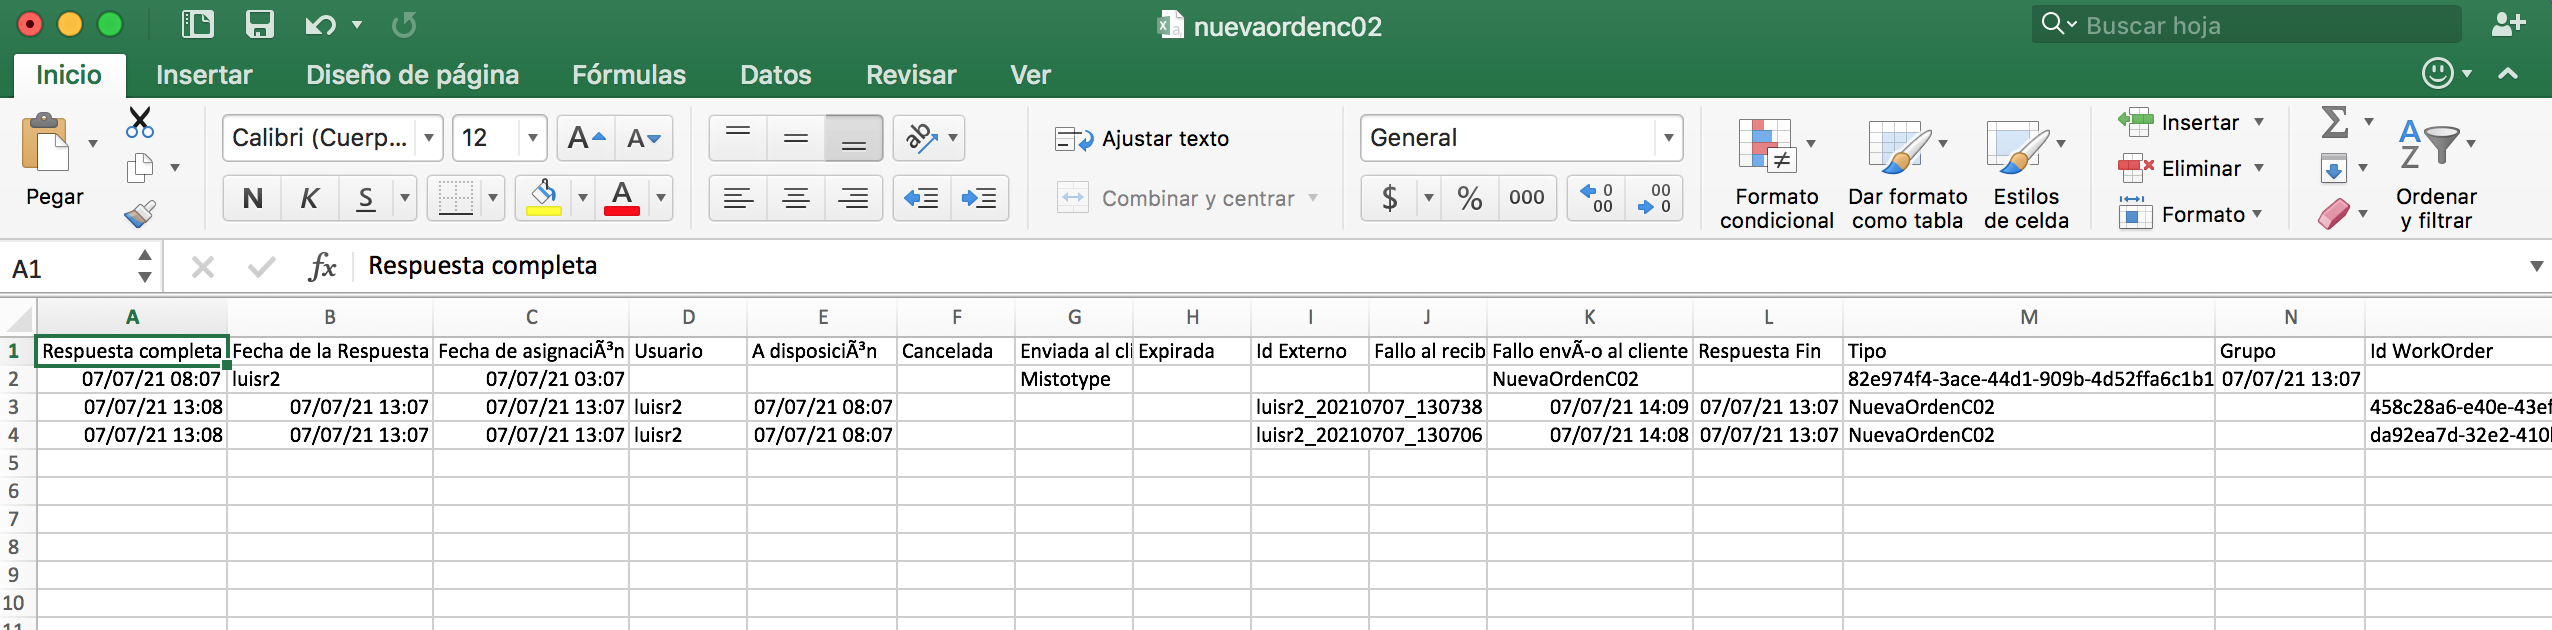 nuevaordenc02
Buscar hoja
Inicio Insertar Diseño de página Fórmulas Datos Revisar Ver
Pegar
Calibri (Cuerp... 12 A A
N K S A
ab
Ajustar texto
Combinar y centrar
General
$ % 000 0 00 00 0
Formato condicional
Dar formato como tabla
Estilos de celda
Insertar
Eliminar
Formato
Σ
A Z
Ordenar y filtrar
A1 fx Respuesta completa
A B C D E F G H I J K L M N
1 Respuesta completa Fecha de la Respuesta Fecha de asignaciÃ³n Usuario A disposiciÃ³n Cancelada Enviada al cli Expirada Id Externo Fallo al recib Fallo envÃ-o al cliente Respuesta Fin Tipo Grupo Id WorkOrder
2 07/07/21 08:07 luisr2 07/07/21 03:07 Mistotype NuevaOrdenC02 82e974f4-3ace-44d1-909b-4d52ffa6c1b1 07/07/21 13:07
3 07/07/21 13:08 07/07/21 13:07 07/07/21 13:07 luisr2 07/07/21 08:07 luisr2_20210707_130738 07/07/21 14:09 07/07/21 13:07 NuevaOrdenC02 458c28a6-e40e-43ef
4 07/07/21 13:08 07/07/21 13:07 07/07/21 13:07 luisr2 07/07/21 08:07 luisr2_20210707_130706 07/07/21 14:08 07/07/21 13:07 NuevaOrdenC02 da92ea7d-32e2-410
5
6
7
8
9
10
11